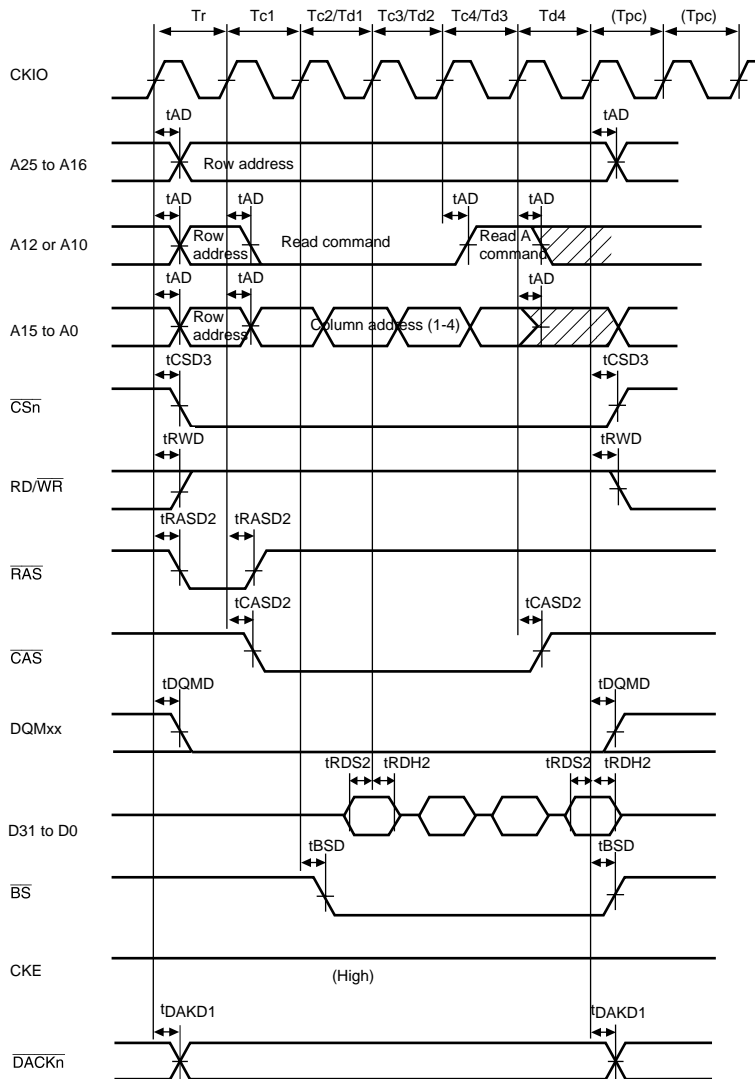 Tr Tc1 Tc2/Td1 Tc3/Td2 Tc4/Td3 Td4 (Tpc) (Tpc)
CKIO
tAD tAD
A25 to A16 Row address
tAD tAD tAD tAD
A12 or A10 Row address Read command Read A command
tAD tAD tAD
A15 to A0 Row address Column address (1-4)
tCSD3 tCSD3
CSn
tRWD tRWD
RD/WR
tRASD2 tRASD2
RAS
tCASD2 tCASD2
CAS
tDQMD tDQMD
DQMxx
tRDS2 tRDH2 tRDS2 tRDH2
D31 to D0
tBSD tBSD
BS
CKE (High)
tDAKD1 tDAKD1
DACKn